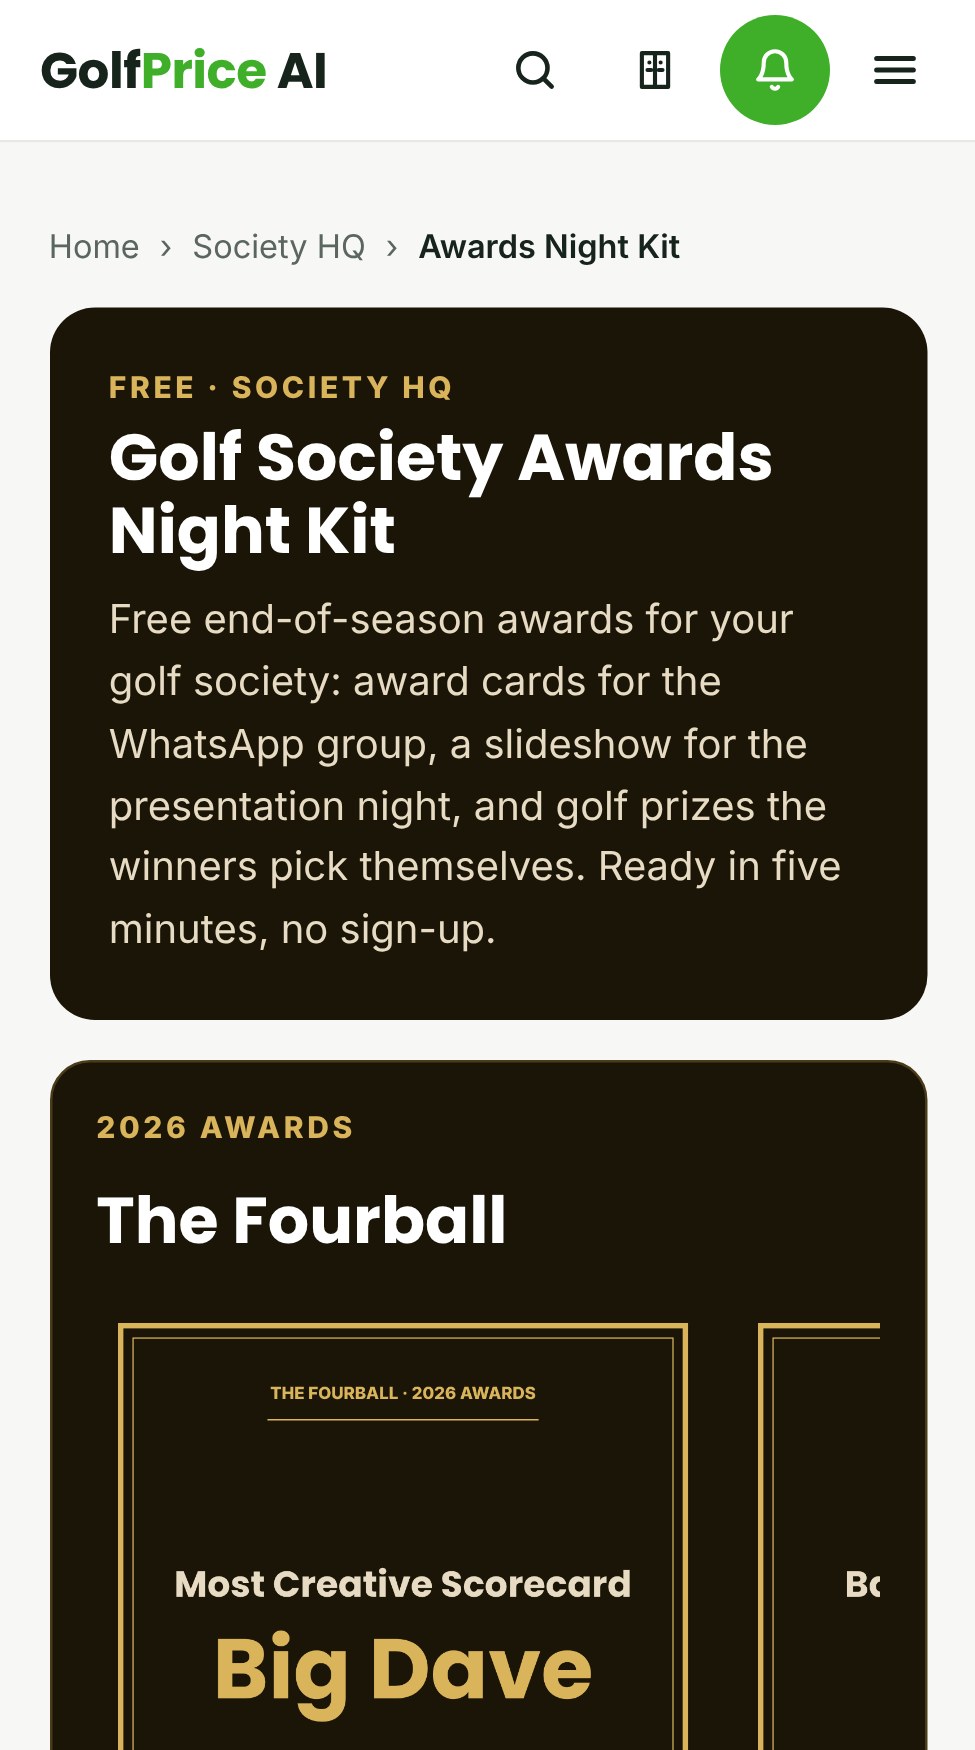 GolfPrice AI
Home › Society HQ › Awards Night Kit
FREE · SOCIETY HQ
Golf Society Awards
Night Kit
Free end-of-season awards for your
golf society: award cards for the
WhatsApp group, a slideshow for the
presentation night, and golf prizes the
winners pick themselves. Ready in five
minutes, no sign-up.
2026 AWARDS
The Fourball
THE FOURBALL · 2026 AWARDS
Most Creative Scorecard
Big Dave